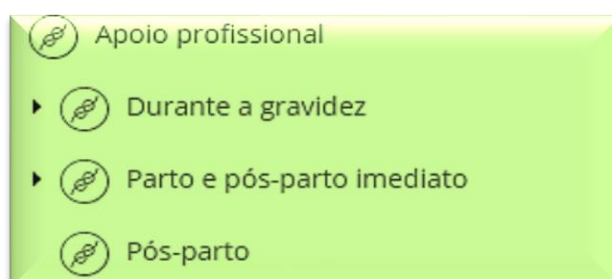 Apoio profissional
Durante a gravidez
Parto e pós-parto imediato
Pós-parto